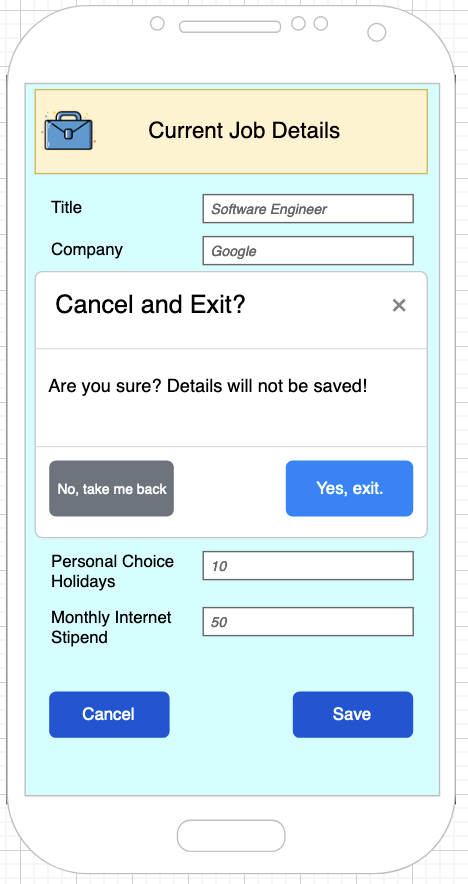 Current Job Details
Title
Software Engineer
Company
Google
Cancel and Exit?
×
Are you sure? Details will not be saved!
No, take me back
Yes, exit.
Personal Choice
Holidays
10
Monthly Internet
Stipend
50
Cancel
Save